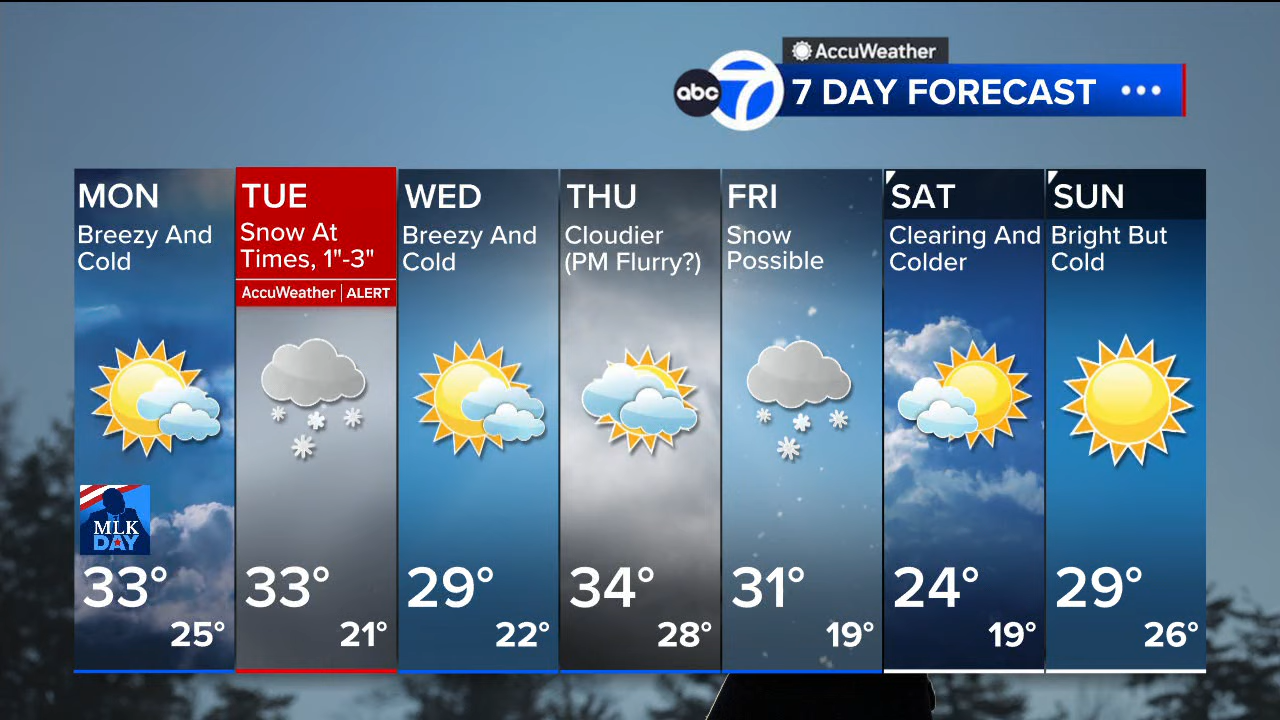 AccuWeather
abc 7 7 DAY FORECAST
MON
Breezy And
Cold
MLK
DAY
33°
25°
TUE
Snow At
Times, 1"-3"
AccuWeather | ALERT
33°
21°
WED
Breezy And
Cold
29°
22°
THU
Cloudier
(PM Flurry?)
34°
28°
FRI
Snow
Possible
31°
19°
SAT
Clearing And
Colder
24°
19°
SUN
Bright But
Cold
29°
26°